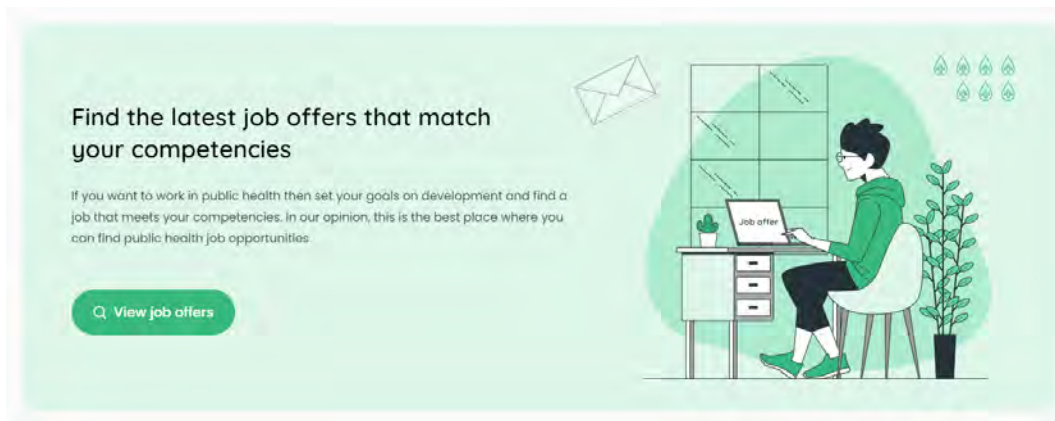 Find the latest job offers that match
your competencies
If you want to work in public health then set your goals on development and find a
job that meets your competencies. In our opinion, this is the best place where you
can find public health job opportunities
View job offers
Job offer